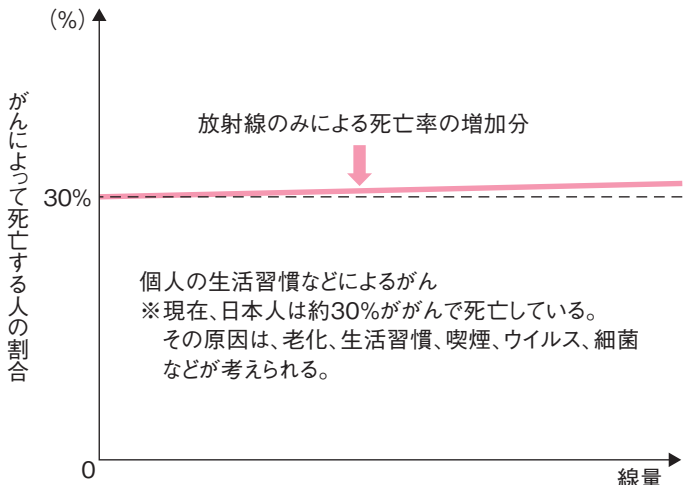 (%)
がんによって死亡する人の割合
放射線のみによる死亡率の増加分
30%
個人の生活習慣などによるがん
※現在、日本人は約30%ががんで死亡している。
その原因は、老化、生活習慣、喫煙、ウイルス、細菌
などが考えられる。
0
線量